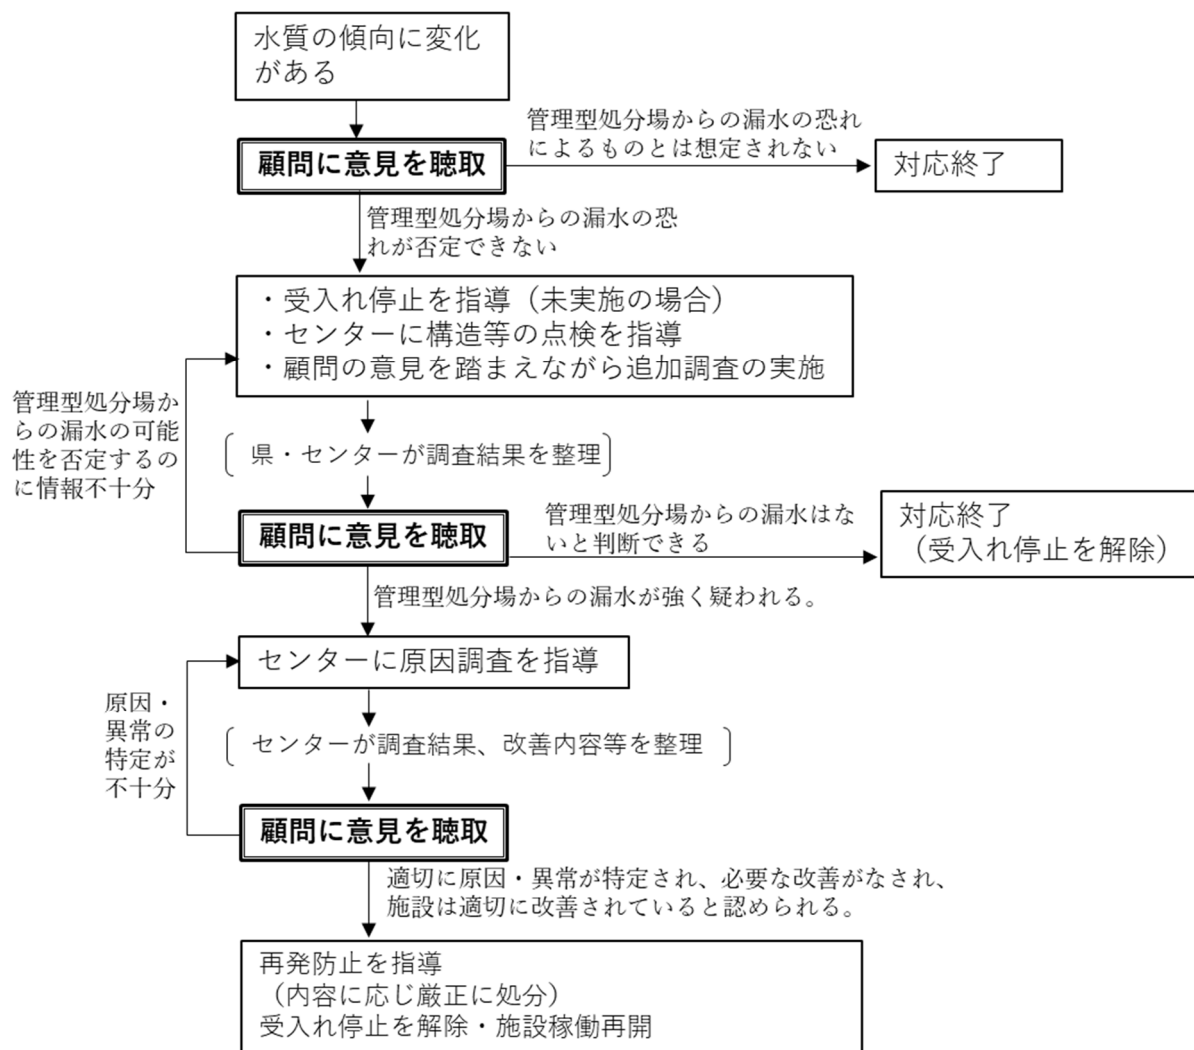 水質の傾向に変化
がある
管理型処分場からの漏水の恐れ
によるものとは想定されない
顧問に意見を聴取
対応終了
管理型処分場からの漏水の恐
れが否定できない
・受入れ停止を指導（未実施の場合）
・センターに構造等の点検を指導
・顧問の意見を踏まえながら追加調査の実施
管理型処分場か
らの漏水の可能
性を否定するの
に情報不十分
県・センターが調査結果を整理
顧問に意見を聴取
管理型処分場からの漏水はな
いと判断できる
対応終了
（受入れ停止を解除）
管理型処分場からの漏水が強く疑われる。
センターに原因調査を指導
原因・
異常の
特定が
不十分
センターが調査結果、改善内容等を整理
顧問に意見を聴取
適切に原因・異常が特定され、必要な改善がなされ、
施設は適切に改善されていると認められる。
再発防止を指導
（内容に応じ厳正に処分）
受入れ停止を解除・施設稼働再開